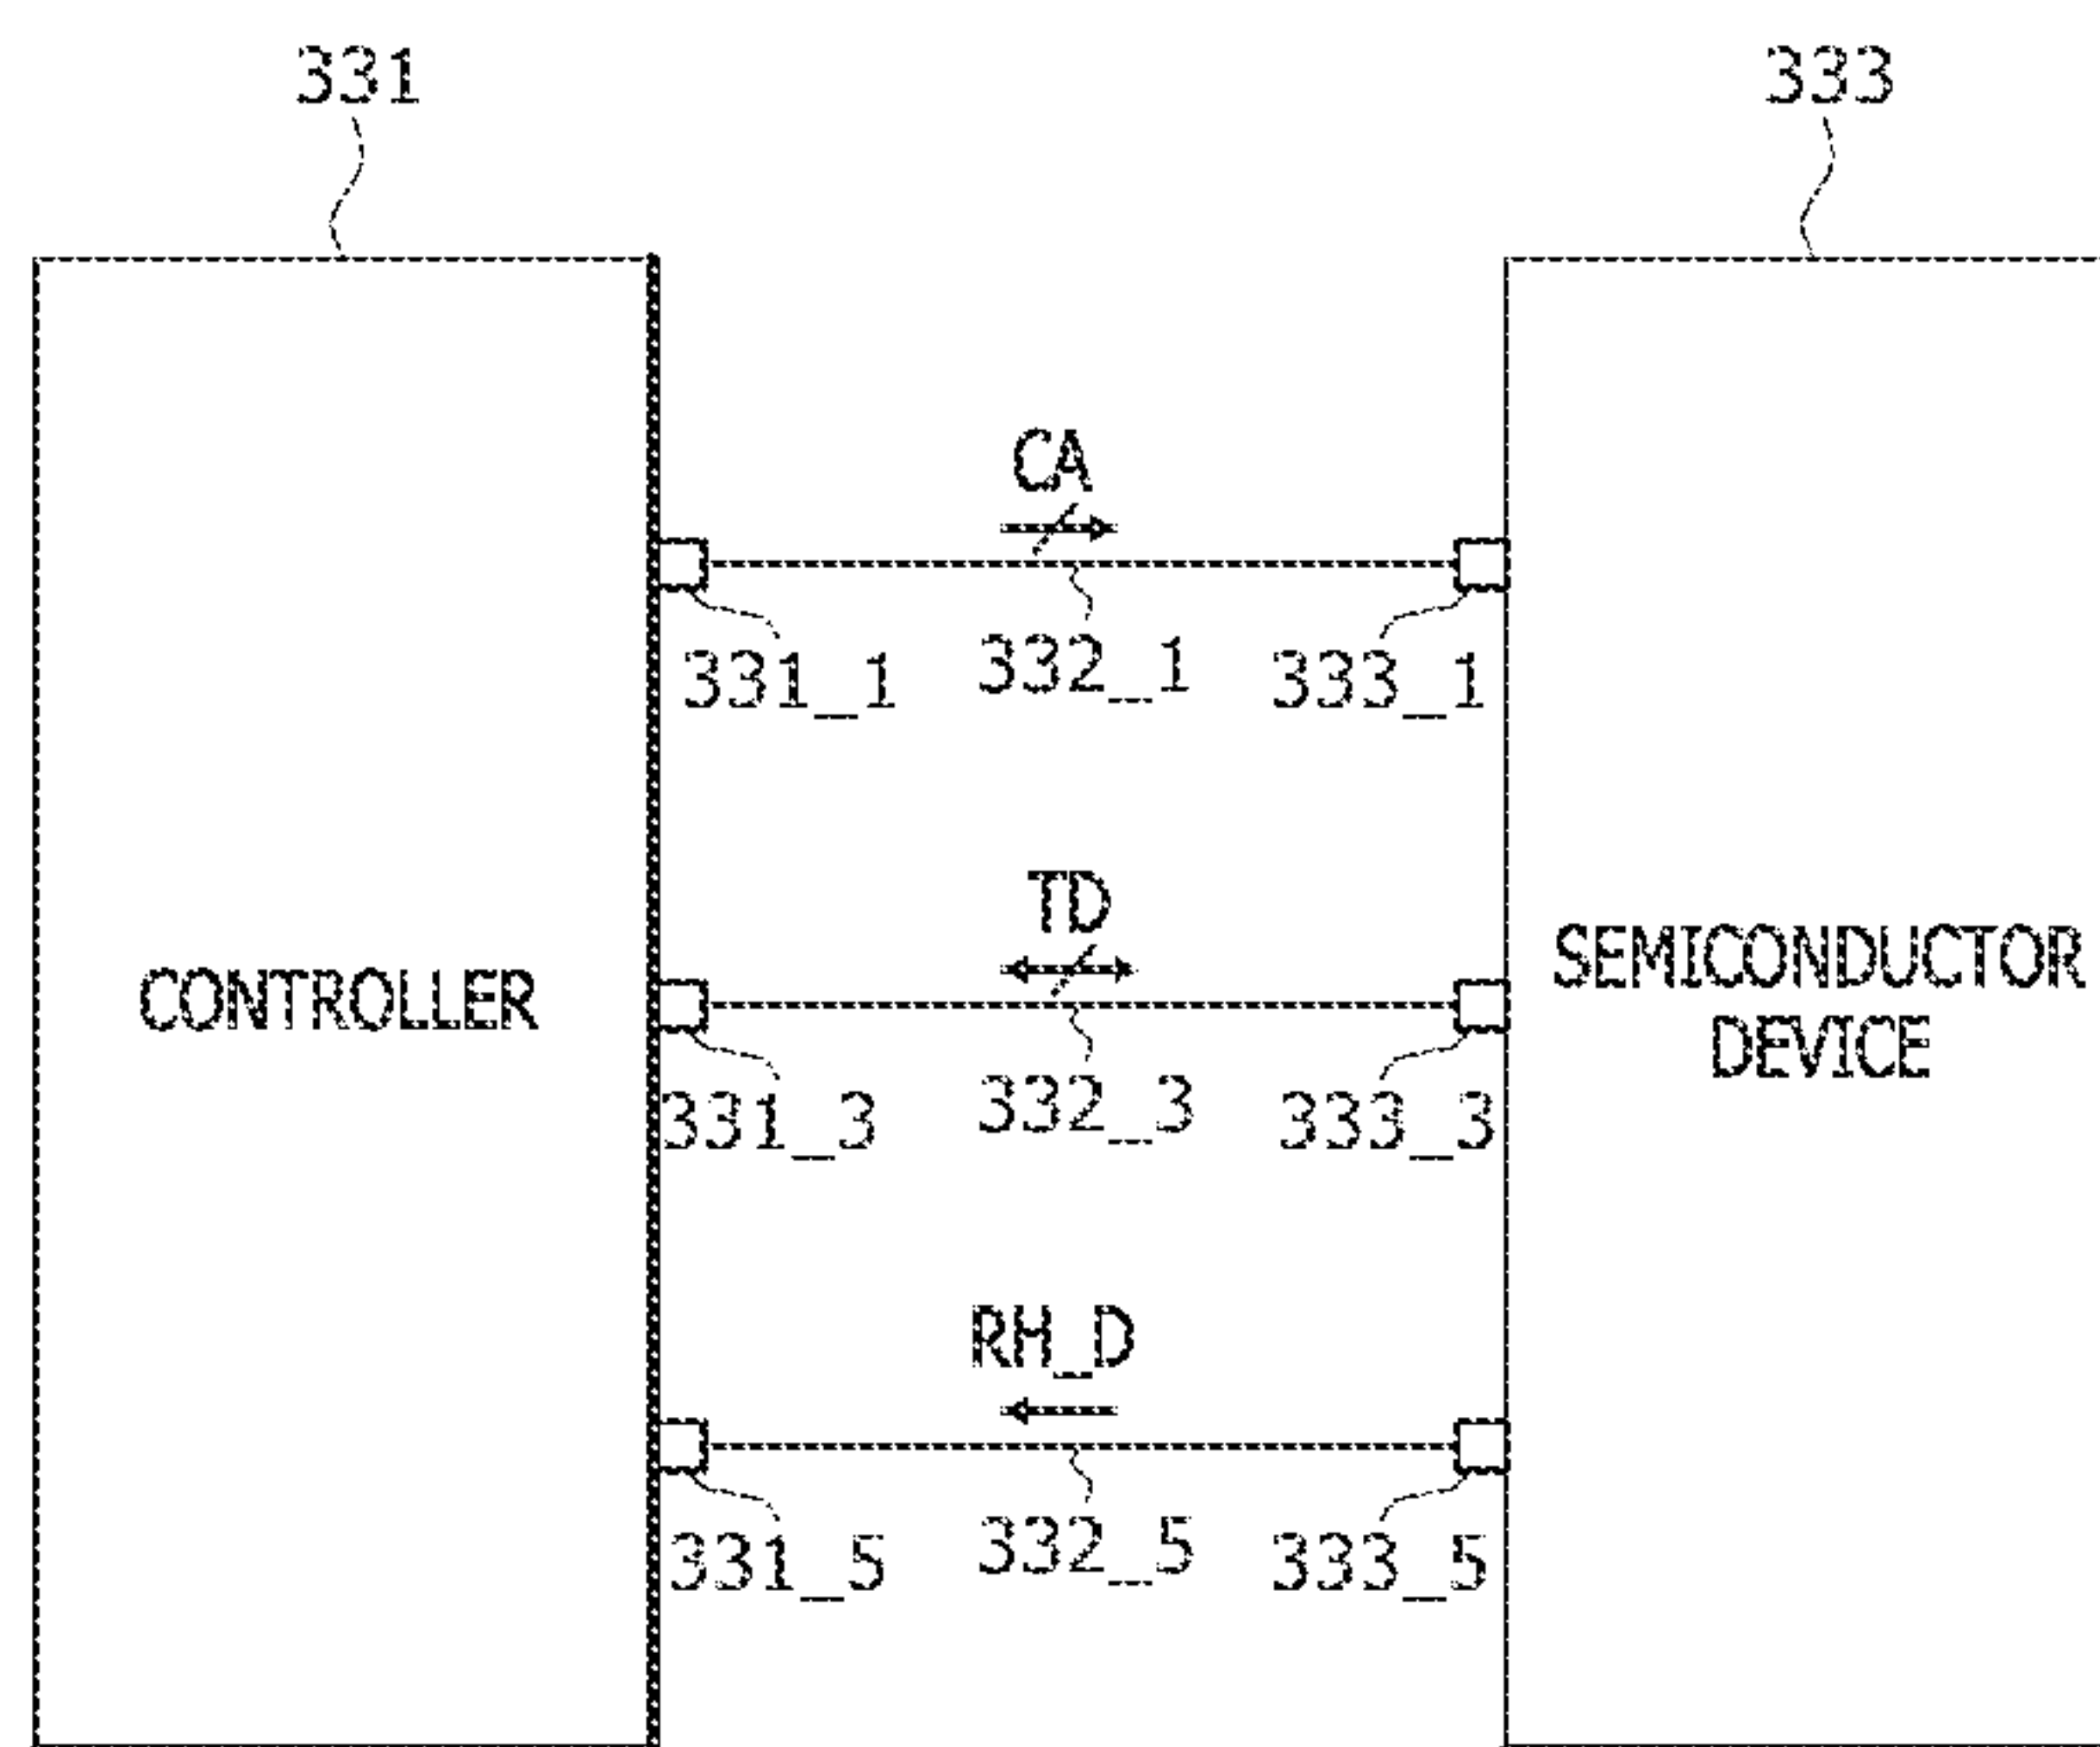 331
333
CA
331_1
332_1
333_1
TD
CONTROLLER
SEMICONDUCTOR
DEVICE
331_3
332_3
333_3
RH_D
331_5
332_5
333_5